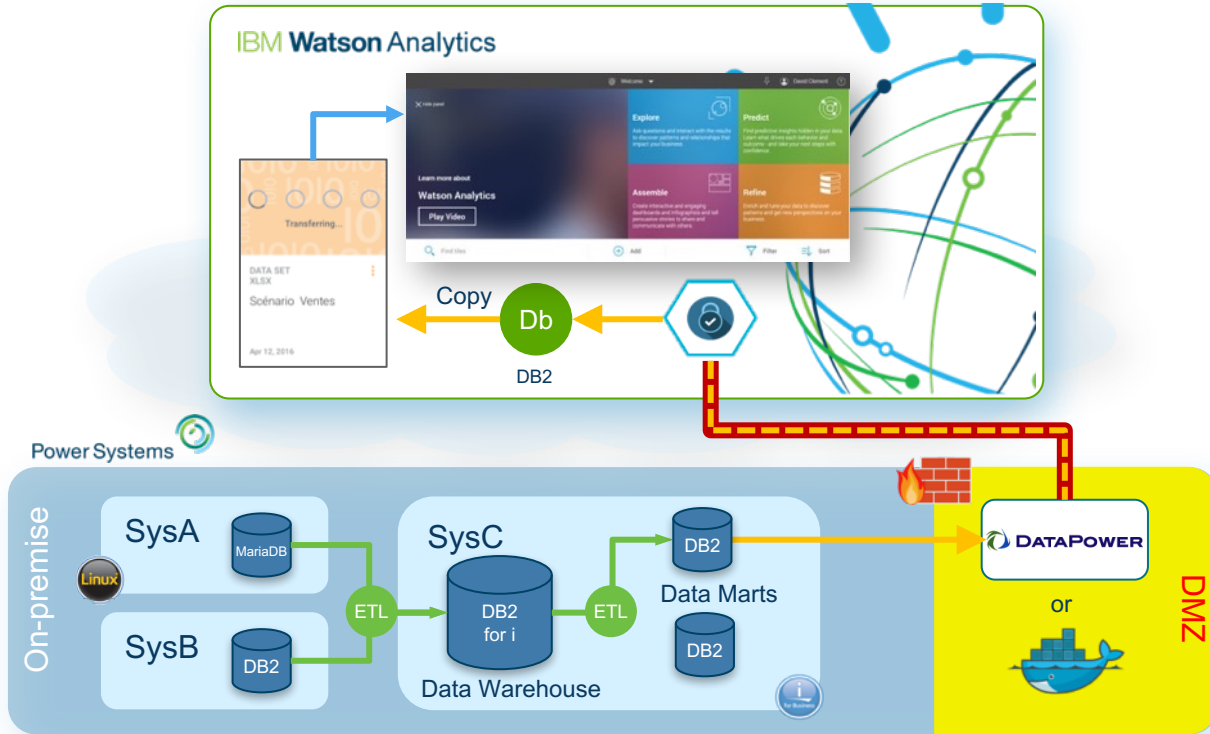 IBM Watson Analytics
Welcome
David Clement
Hide panel
Learn more about
Watson Analytics
Play Video
Explore
Ask questions and interact with the results
to discover patterns and relationships that
impact your business.
Predict
Find predictive insights hidden in your data.
Learn what drives each behavior and
outcome - and take your next steps with
confidence.
Assemble
Create interactive and engaging
dashboards and infographics and tell
persuasive stories to share and
communicate with others.
Refine
Enrich and tune your data to discover
patterns and get new perspectives on your
business.
Find tiles
Add
Filter
Sort
Transferring...
DATA SET
XLSX
Scénario Ventes
Apr 12, 2016
Copy
Db
DB2
Power Systems
On-premise
SysA
MariaDB
Linux
SysB
DB2
ETL
SysC
DB2
for i
Data Warehouse
ETL
DB2
Data Marts
DB2
i
for Business
DATAPOWER
or
DMZ